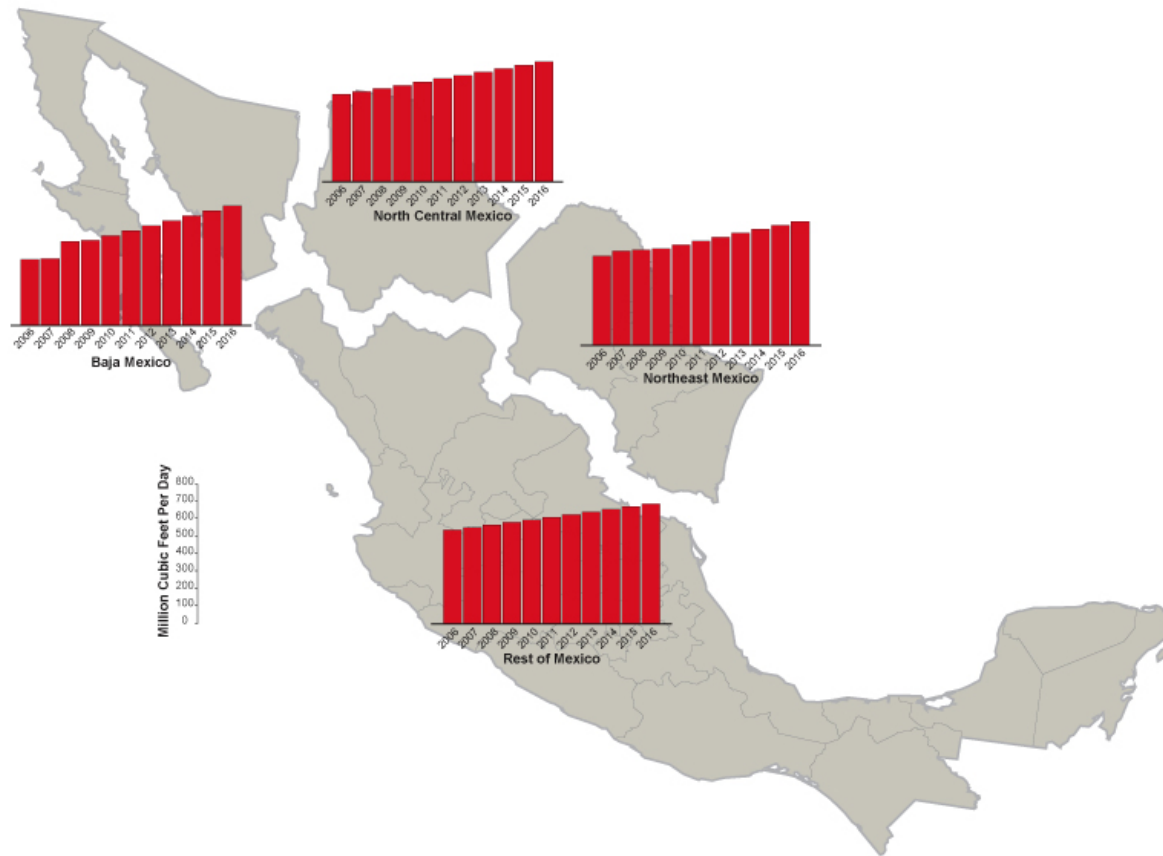 2006 2007 2008 2009 2010 2011 2012 2013 2014 2015 2016
North Central Mexico
2006 2007 2008 2009 2010 2011 2012 2013 2014 2015 2016
Baja Mexico
2006 2007 2008 2009 2010 2011 2012 2013 2014 2015 2016
Northeast Mexico
Million Cubic Feet Per Day
800
700
600
500
400
300
200
100
0
2006 2007 2008 2009 2010 2011 2012 2013 2014 2015 2016
Rest of Mexico